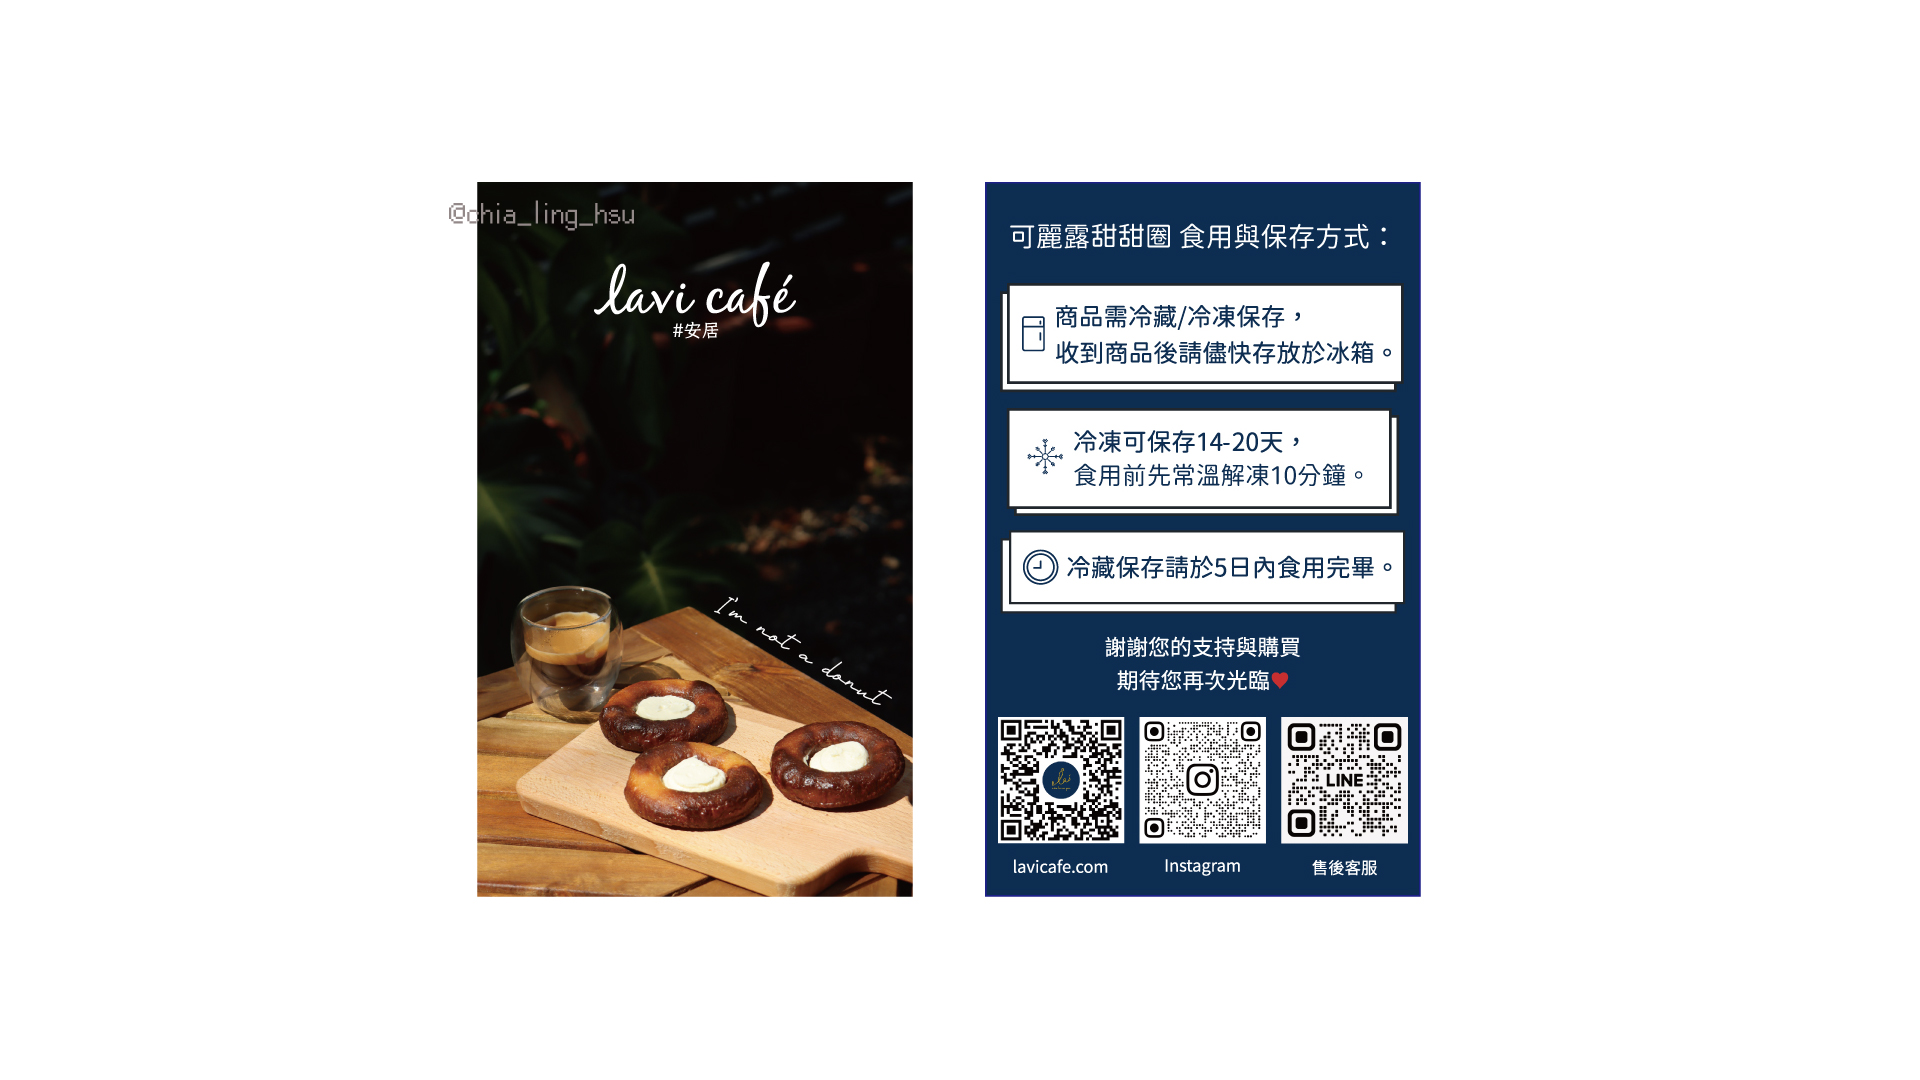 @chia_ling_hsu
lavi café
#安居
I'm not a donut
可麗露甜甜圈 食用與保存方式：
商品需冷藏/冷凍保存，
收到商品後請儘快存放於冰箱。
冷凍可保存14-20天，
食用前先常溫解凍10分鐘。
冷藏保存請於5日內食用完畢。
謝謝您的支持與購買
期待您再次光臨♥
LINE
lavicafe.com
Instagram
售後客服